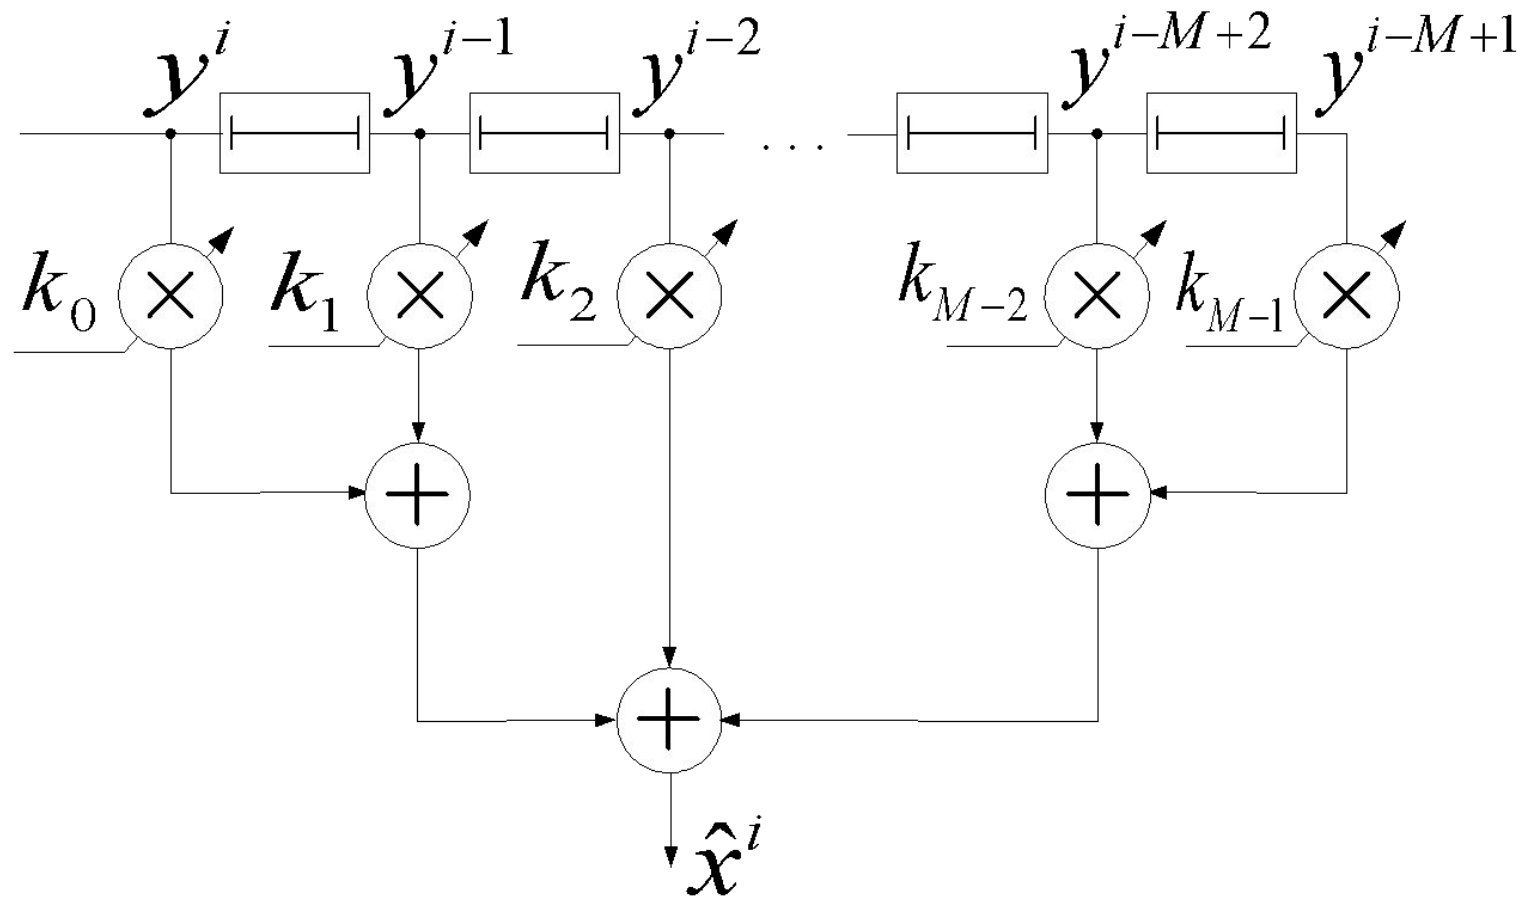 y^i y^{i-1} y^{i-2} y^{i-M+2} y^{i-M+1}
. . .
k_0 k_1 k_2 k_{M-2} k_{M-1}
x̂^i